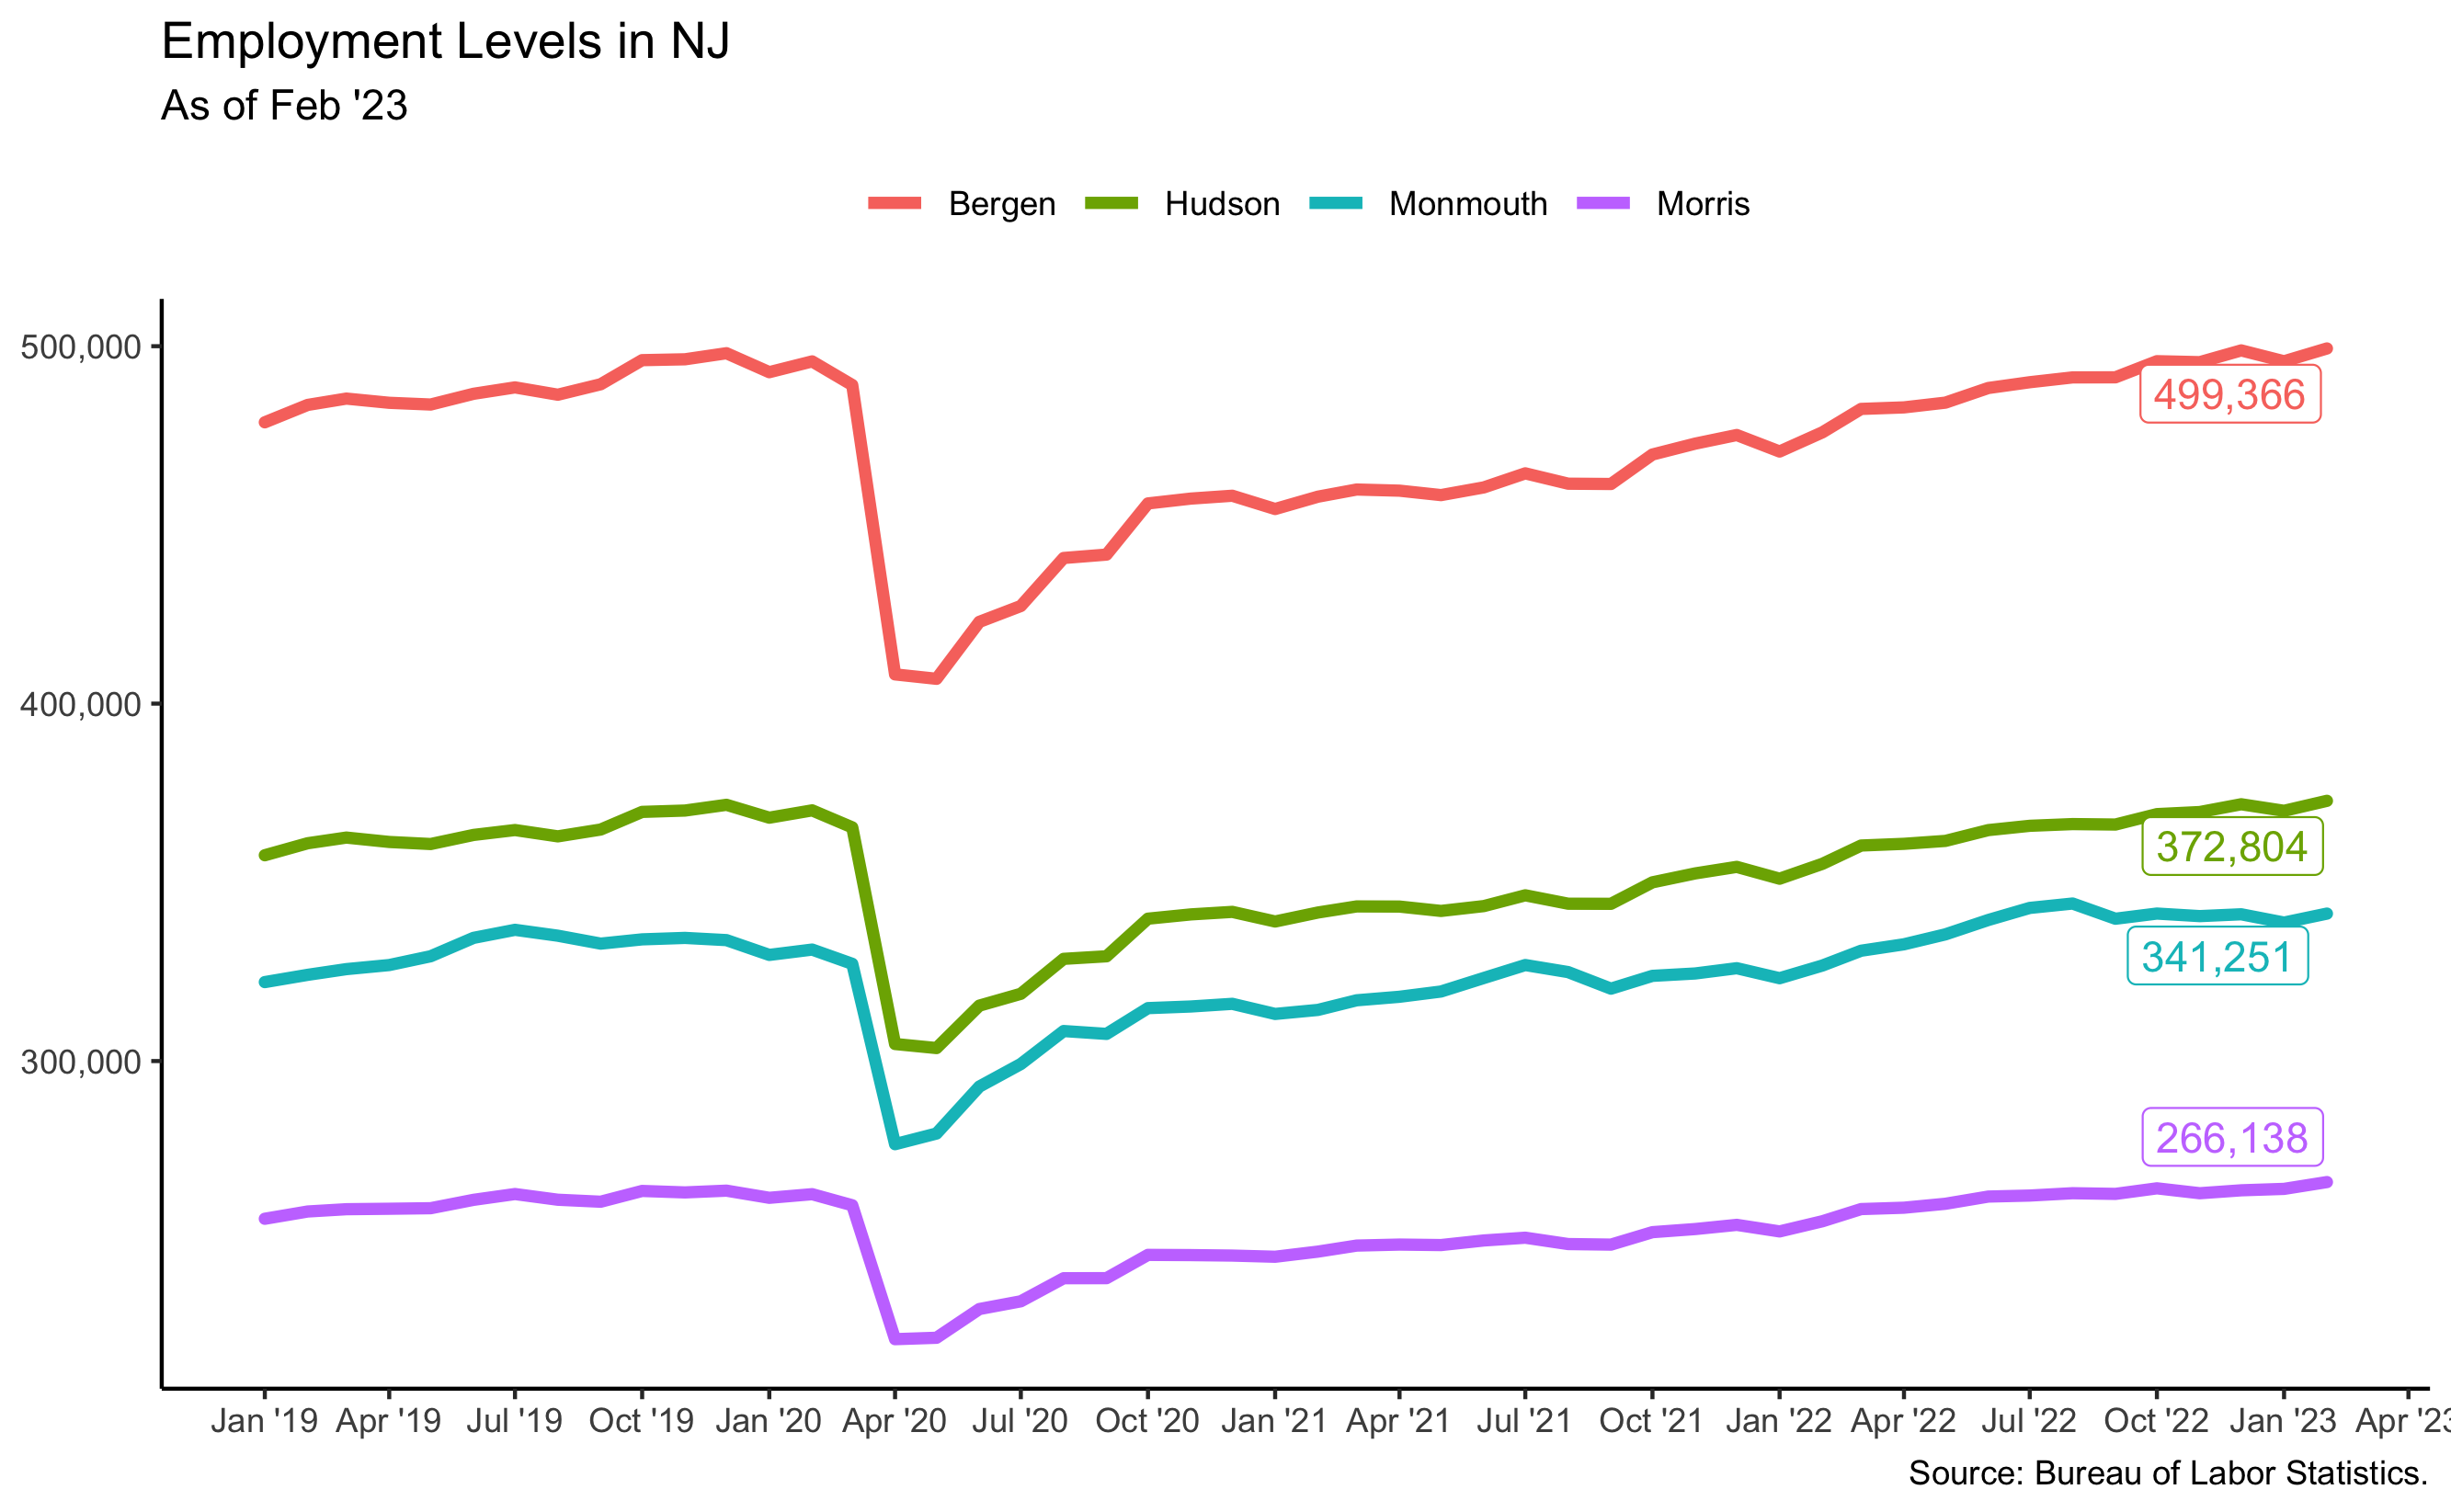 Employment Levels in NJ
As of Feb '23
Bergen Hudson Monmouth Morris
500,000
400,000
300,000
499,366
372,804
341,251
266,138
Jan '19 Apr '19 Jul '19 Oct '19 Jan '20 Apr '20 Jul '20 Oct '20 Jan '21 Apr '21 Jul '21 Oct '21 Jan '22 Apr '22 Jul '22 Oct '22 Jan '23 Apr '23
Source: Bureau of Labor Statistics.